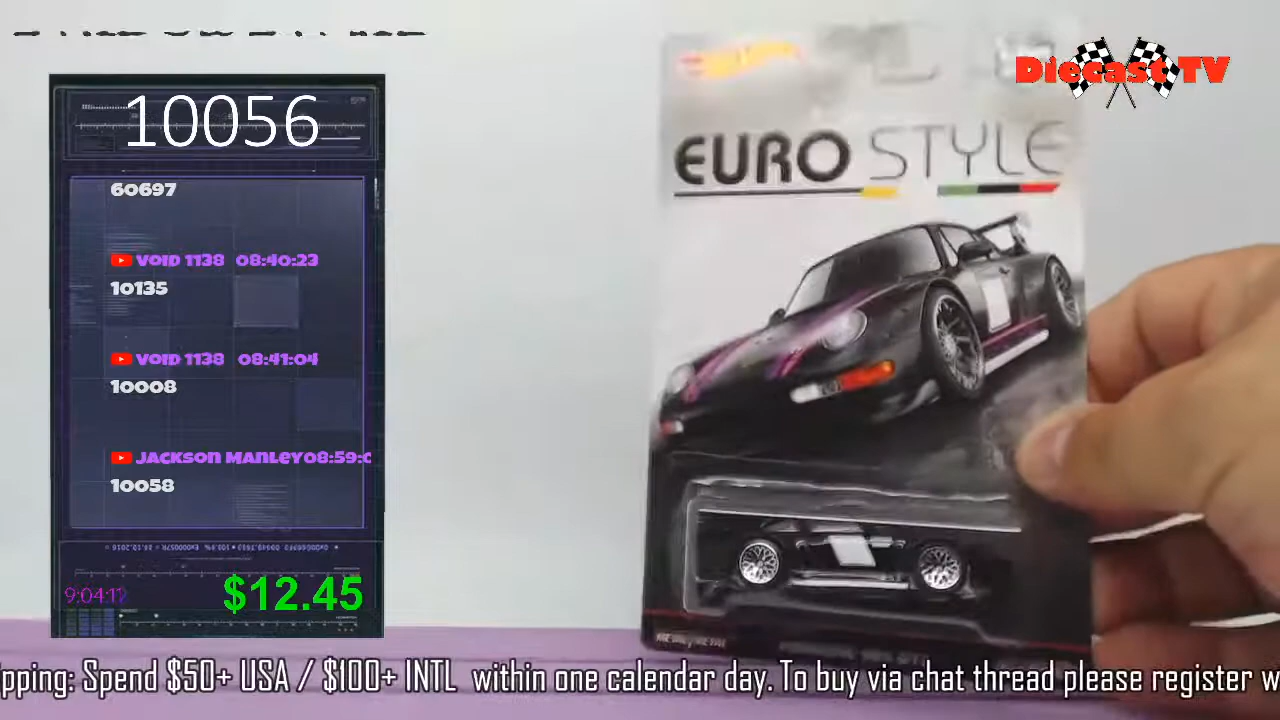 Diecast TV
10056
EURO STYLE
60697
VOID 1138 08:40:23
10135
VOID 1138 08:41:04
10008
JACKSON MANLEY08:59:0
10058
9:04:12
$12.45
pping: Spend $50+ USA / $100+ INTL within one calendar day. To buy via chat thread please register w